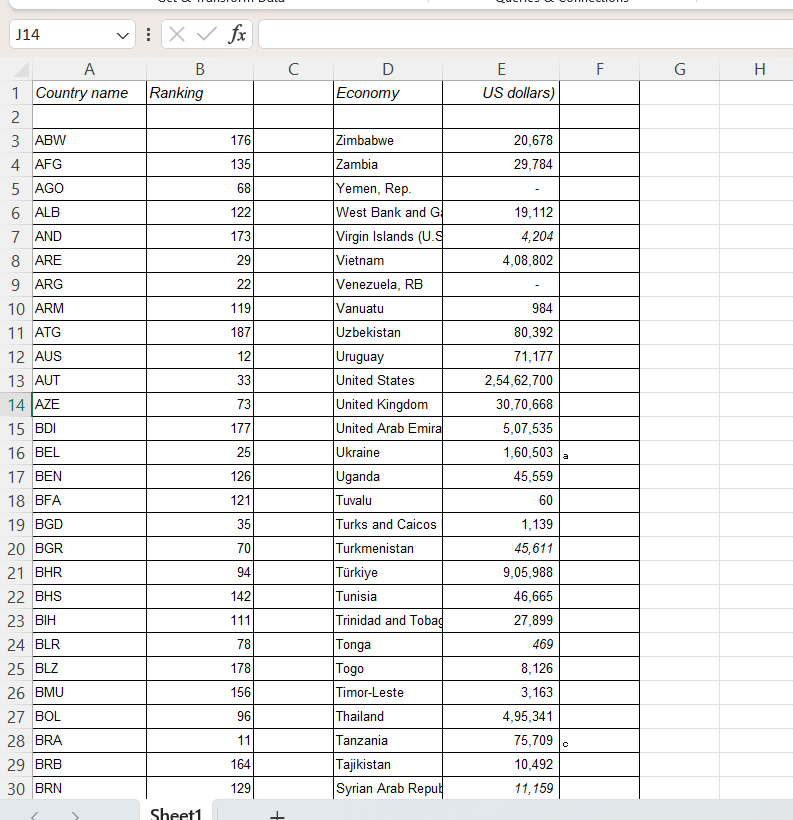 J14 fx
A B C D E F G H
1 Country name Ranking Economy US dollars)
2
3 ABW 176 Zimbabwe 20,678
4 AFG 135 Zambia 29,784
5 AGO 68 Yemen, Rep. -
6 ALB 122 West Bank and Ga 19,112
7 AND 173 Virgin Islands (U.S 4,204
8 ARE 29 Vietnam 4,08,802
9 ARG 22 Venezuela, RB -
10 ARM 119 Vanuatu 984
11 ATG 187 Uzbekistan 80,392
12 AUS 12 Uruguay 71,177
13 AUT 33 United States 2,54,62,700
14 AZE 73 United Kingdom 30,70,668
15 BDI 177 United Arab Emira 5,07,535
16 BEL 25 Ukraine 1,60,503 a
17 BEN 126 Uganda 45,559
18 BFA 121 Tuvalu 60
19 BGD 35 Turks and Caicos 1,139
20 BGR 70 Turkmenistan 45,611
21 BHR 94 Türkiye 9,05,988
22 BHS 142 Tunisia 46,665
23 BIH 111 Trinidad and Tobag 27,899
24 BLR 78 Tonga 469
25 BLZ 178 Togo 8,126
26 BMU 156 Timor-Leste 3,163
27 BOL 96 Thailand 4,95,341
28 BRA 11 Tanzania 75,709 c
29 BRB 164 Tajikistan 10,492
30 BRN 129 Syrian Arab Repub 11,159
Sheet1 +